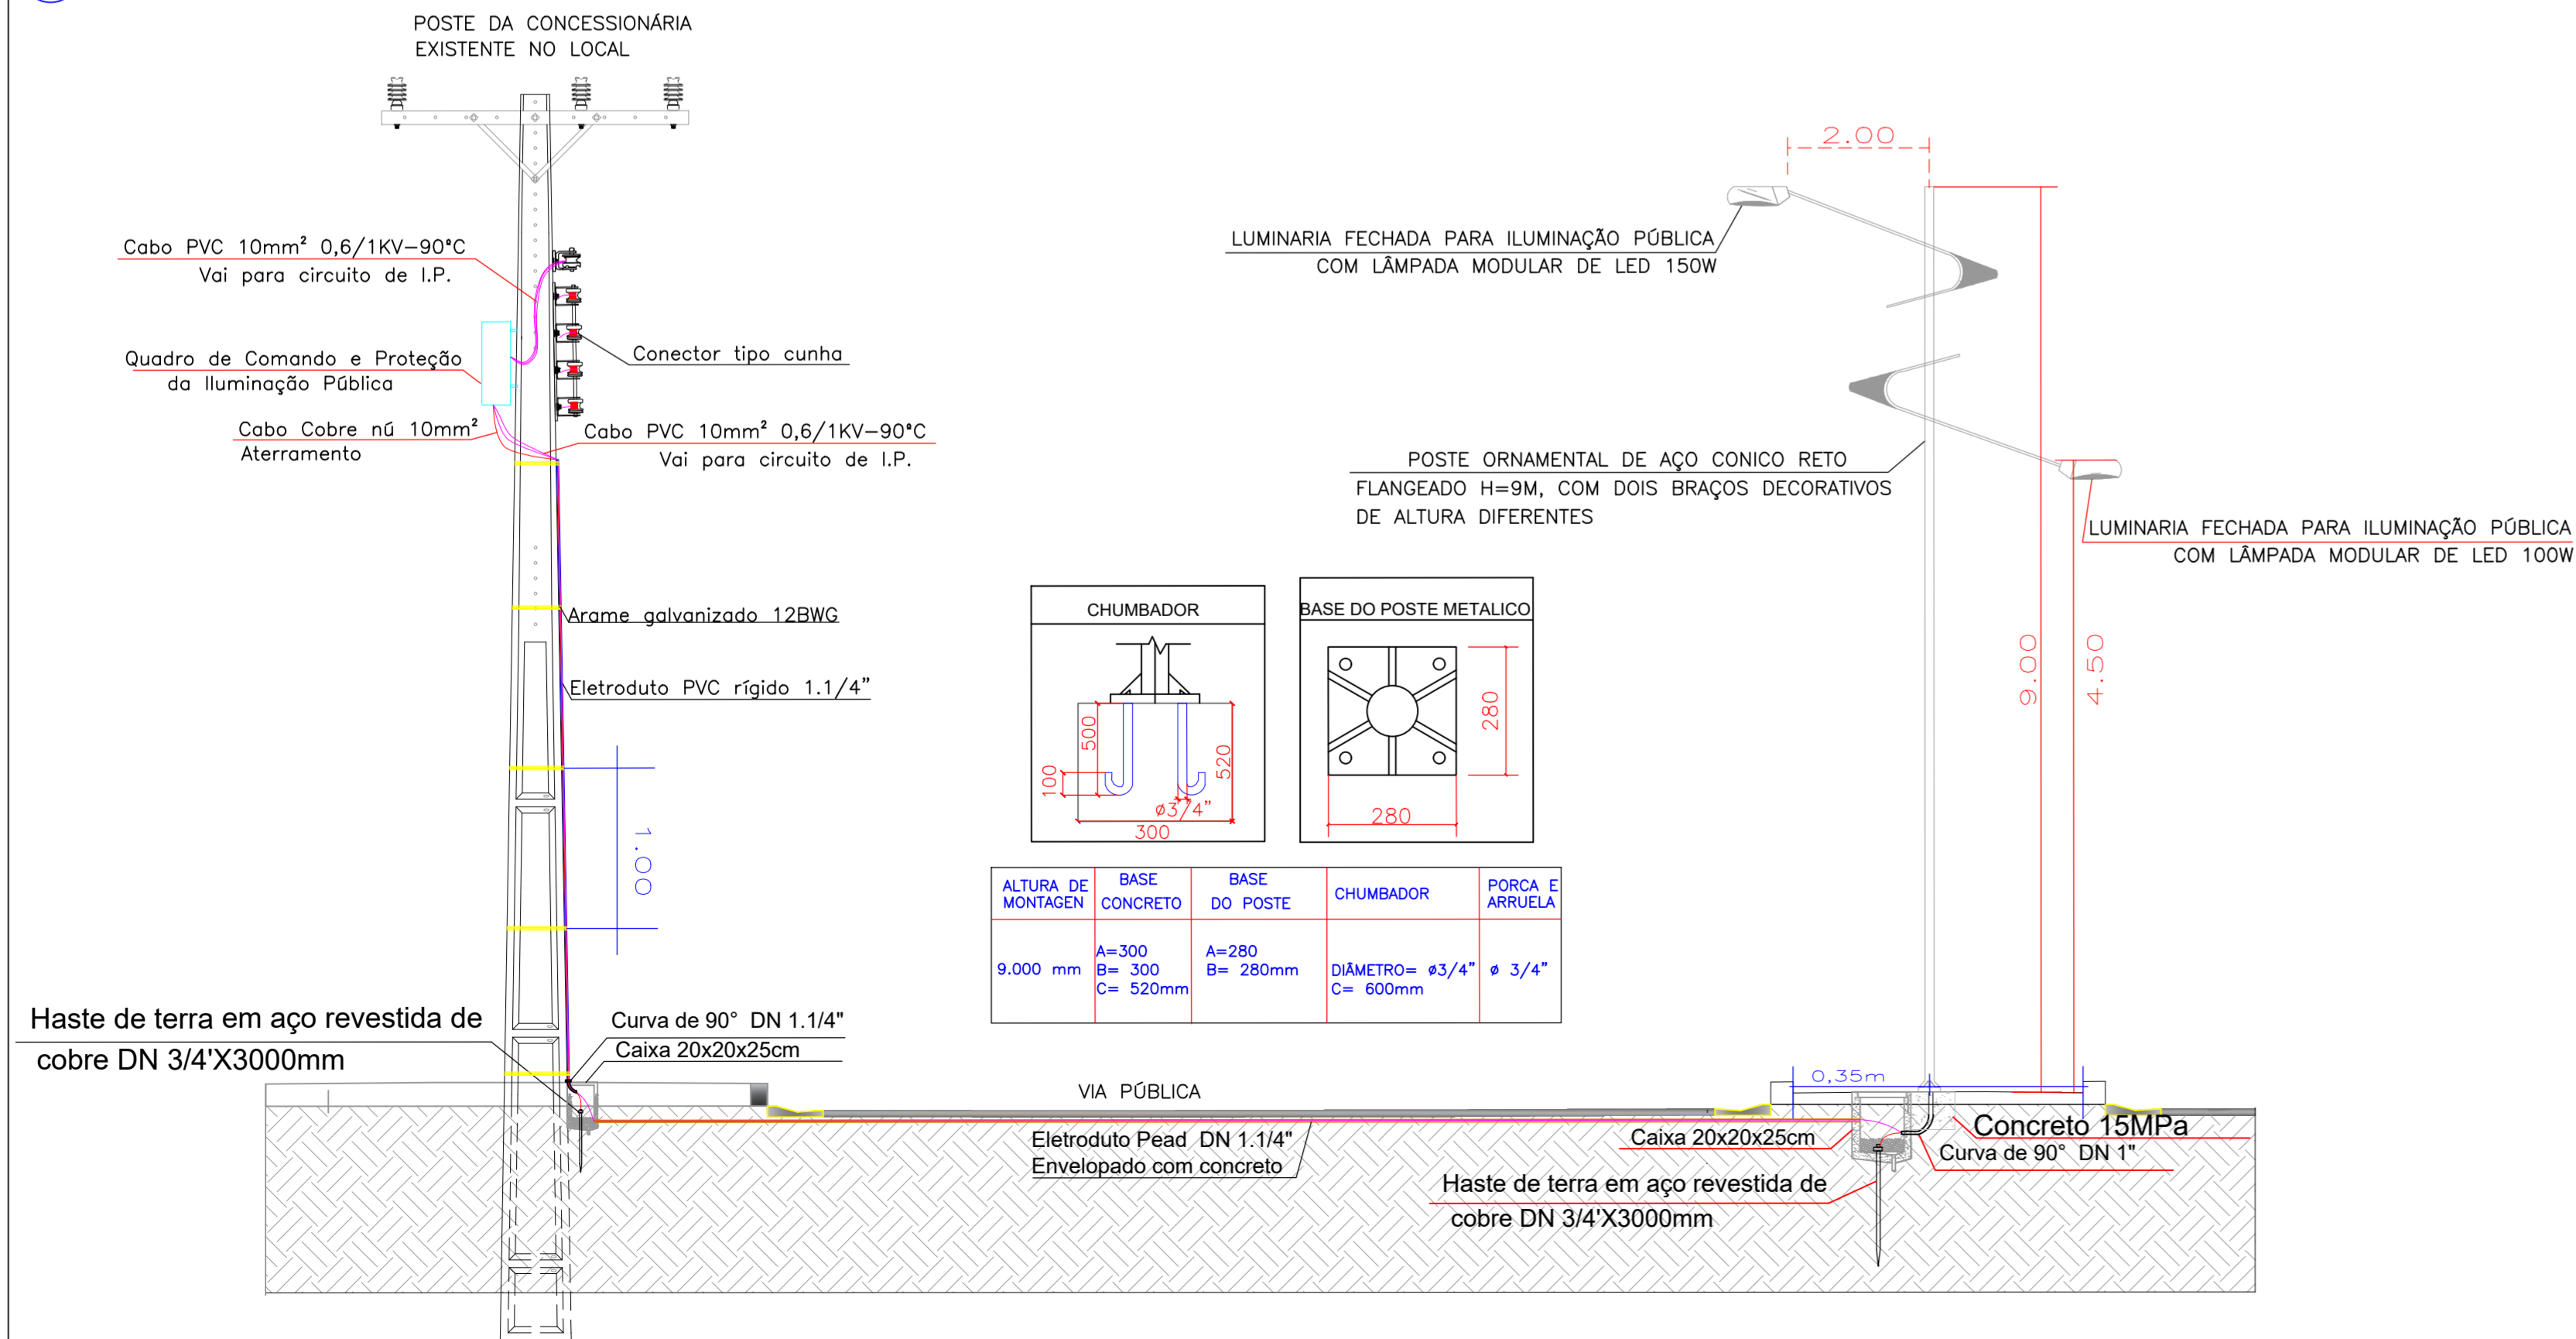 POSTE DA CONCESSIONÁRIA
EXISTENTE NO LOCAL
Cabo PVC 10mm² 0,6/1KV-90°C
Vai para circuito de I.P.
Quadro de Comando e Proteção
da Iluminação Pública
Conector tipo cunha
Cabo Cobre nú 10mm²
Aterramento
Cabo PVC 10mm² 0,6/1KV-90°C
Vai para circuito de I.P.
Arame galvanizado 12BWG
Eletroduto PVC rígido 1.1/4"
1.00
Haste de terra em aço revestida de
cobre DN 3/4'X3000mm
Curva de 90° DN 1.1/4"
Caixa 20x20x25cm
2.00
LUMINARIA FECHADA PARA ILUMINAÇÃO PÚBLICA
COM LÂMPADA MODULAR DE LED 150W
POSTE ORNAMENTAL DE AÇO CONICO RETO
FLANGEADO H=9M, COM DOIS BRAÇOS DECORATIVOS
DE ALTURA DIFERENTES
LUMINARIA FECHADA PARA ILUMINAÇÃO PÚBLICA
COM LÂMPADA MODULAR DE LED 100W
9.00
4.50
CHUMBADOR
500
100
520
ø3/4"
300
BASE DO POSTE METALICO
280
280
ALTURA DE
MONTAGEN
BASE
CONCRETO
BASE
DO POSTE
CHUMBADOR
PORCA E
ARRUELA
9.000 mm
A=300
B= 300
C= 520mm
A=280
B= 280mm
DIÂMETRO= ø3/4"
C= 600mm
ø 3/4"
VIA PÚBLICA
Eletroduto Pead DN 1.1/4"
Envelopado com concreto
0,35m
Caixa 20x20x25cm
Concreto 15MPa
Curva de 90° DN 1"
Haste de terra em aço revestida de
cobre DN 3/4'X3000mm